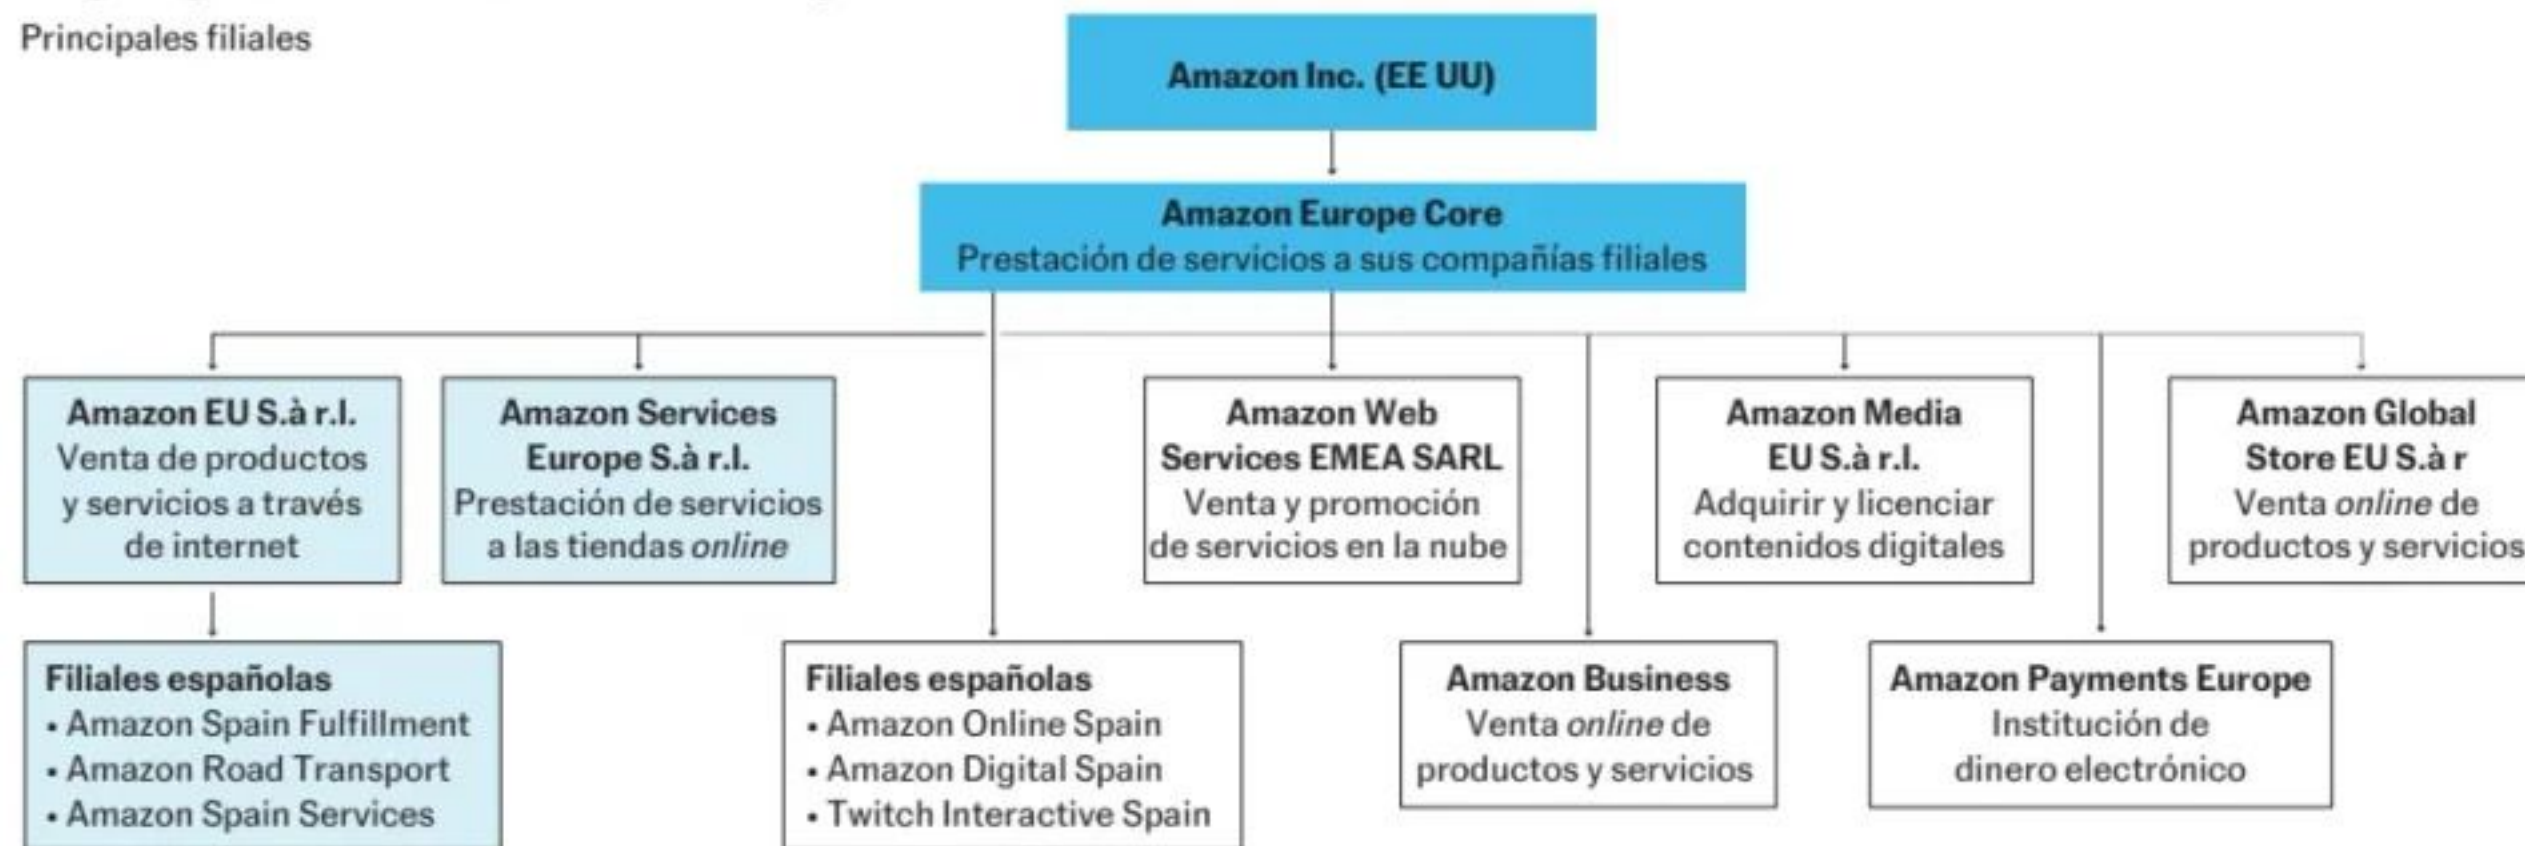 Principales filiales
Amazon Inc. (EE UU)
Amazon Europe Core
Prestación de servicios a sus compañías filiales
Amazon EU S.à r.l.
Venta de productos
y servicios a través
de internet
Amazon Services
Europe S.à r.l.
Prestación de servicios
a las tiendas online
Amazon Web
Services EMEA SARL
Venta y promoción
de servicios en la nube
Amazon Media
EU S.à r.l.
Adquirir y licenciar
contenidos digitales
Amazon Global
Store EU S.à r
Venta online de
productos y servicios
Filiales españolas
• Amazon Spain Fulfillment
• Amazon Road Transport
• Amazon Spain Services
Filiales españolas
• Amazon Online Spain
• Amazon Digital Spain
• Twitch Interactive Spain
Amazon Business
Venta online de
productos y servicios
Amazon Payments Europe
Institución de
dinero electrónico